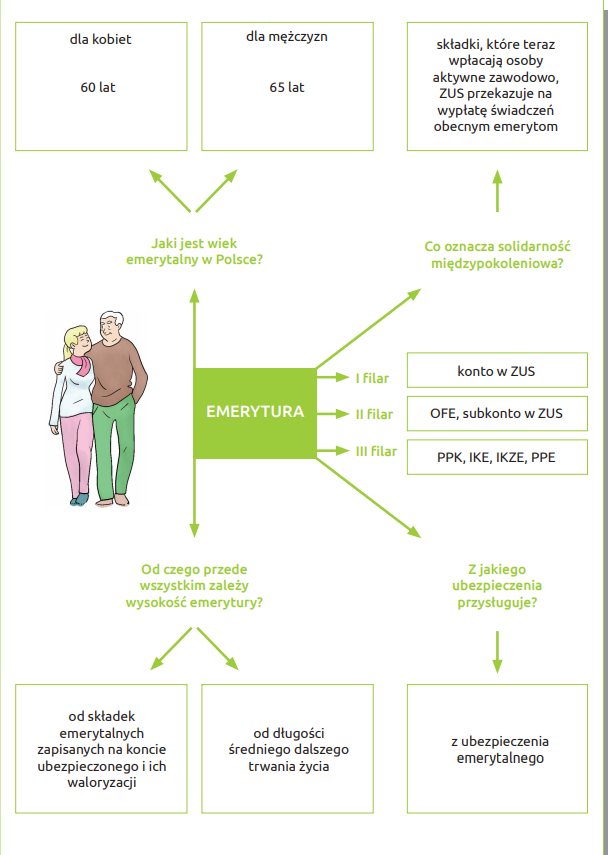 dla kobiet
60 lat
dla mężczyzn
65 lat
składki, które teraz
wpłacają osoby
aktywne zawodowo,
ZUS przekazuje na
wypłatę świadczeń
obecnym emerytom
Jaki jest wiek
emerytalny w Polsce?
Co oznacza solidarność
międzypokoleniowa?
EMERYTURA
I filar
konto w ZUS
II filar
OFE, subkonto w ZUS
III filar
PPK, IKE, IKZE, PPE
Od czego przede
wszystkim zależy
wysokość emerytury?
Z jakiego
ubezpieczenia
przysługuje?
od składek
emerytalnych
zapisanych na koncie
ubezpieczonego i ich
waloryzacji
od długości
średniego dalszego
trwania życia
z ubezpieczenia
emerytalnego